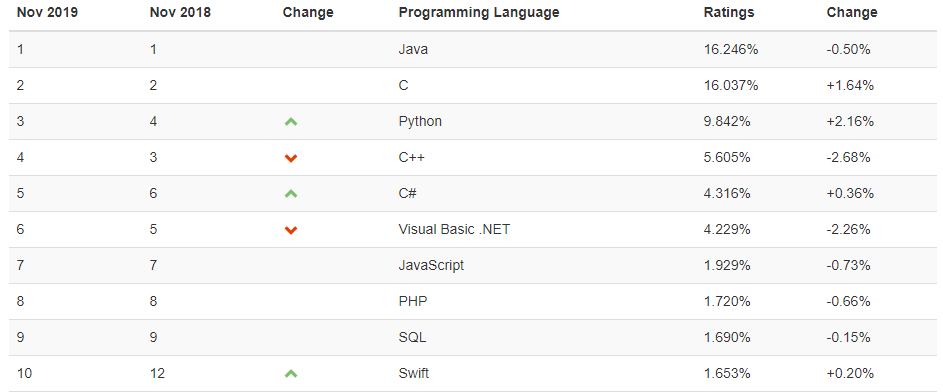 Nov 2019 Nov 2018 Change Programming Language Ratings Change
1 1 Java 16.246% -0.50%
2 2 C 16.037% +1.64%
3 4 Python 9.842% +2.16%
4 3 C++ 5.605% -2.68%
5 6 C# 4.316% +0.36%
6 5 Visual Basic .NET 4.229% -2.26%
7 7 JavaScript 1.929% -0.73%
8 8 PHP 1.720% -0.66%
9 9 SQL 1.690% -0.15%
10 12 Swift 1.653% +0.20%